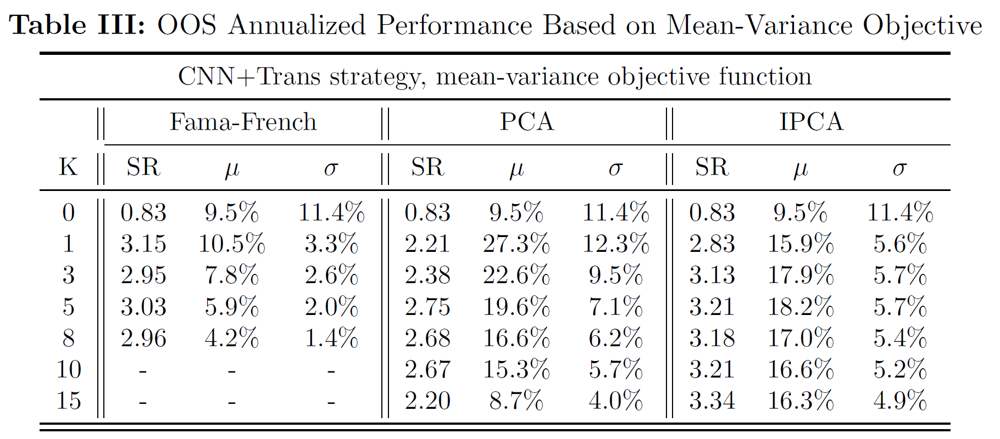 Table III: OOS Annualized Performance Based on Mean-Variance Objective
CNN+Trans strategy, mean-variance objective function
Fama-French PCA IPCA
K SR μ σ SR μ σ SR μ σ
0 0.83 9.5% 11.4% 0.83 9.5% 11.4% 0.83 9.5% 11.4%
1 3.15 10.5% 3.3% 2.21 27.3% 12.3% 2.83 15.9% 5.6%
3 2.95 7.8% 2.6% 2.38 22.6% 9.5% 3.13 17.9% 5.7%
5 3.03 5.9% 2.0% 2.75 19.6% 7.1% 3.21 18.2% 5.7%
8 2.96 4.2% 1.4% 2.68 16.6% 6.2% 3.18 17.0% 5.4%
10 - - - 2.67 15.3% 5.7% 3.21 16.6% 5.2%
15 - - - 2.20 8.7% 4.0% 3.34 16.3% 4.9%